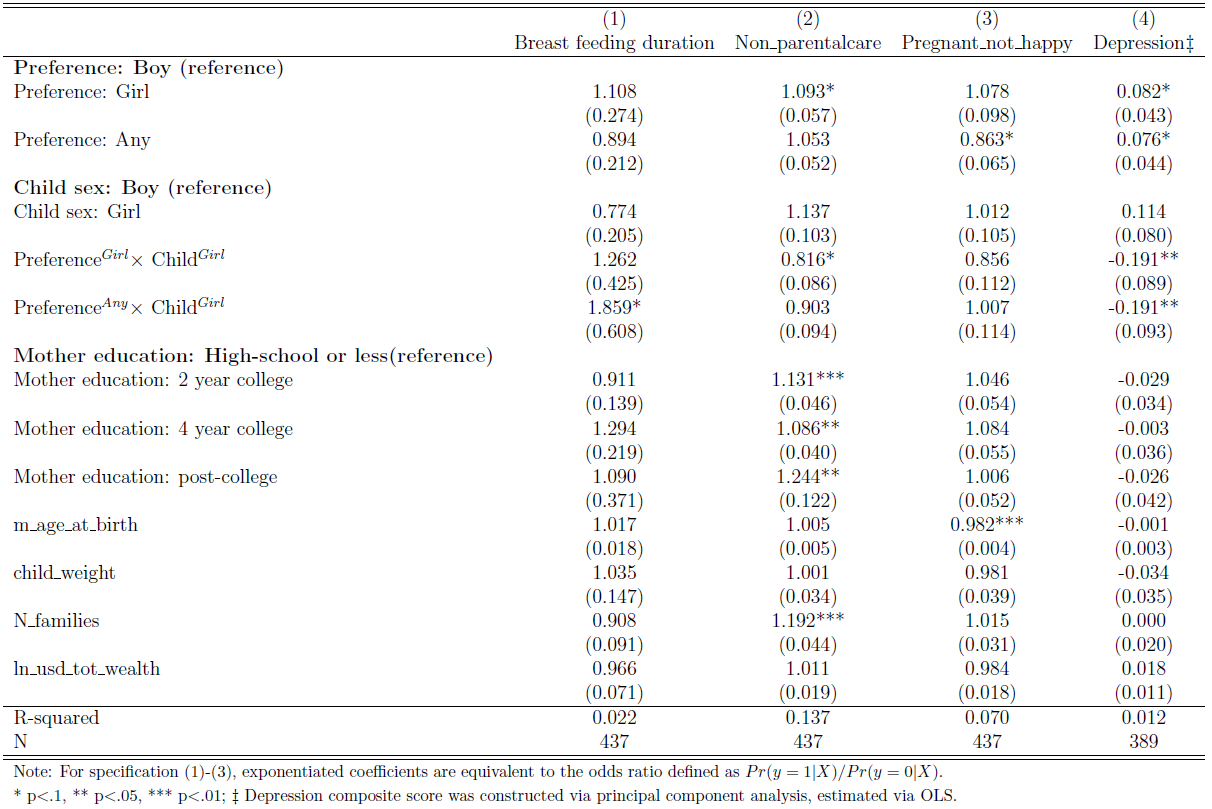 (1) (2) (3) (4)
Breast feeding duration Non_parentalcare Pregnant_not_happy Depression‡
Preference: Boy (reference)
Preference: Girl 1.108 1.093* 1.078 0.082*
(0.274) (0.057) (0.098) (0.043)
Preference: Any 0.894 1.053 0.863* 0.076*
(0.212) (0.052) (0.065) (0.044)
Child sex: Boy (reference)
Child sex: Girl 0.774 1.137 1.012 0.114
(0.205) (0.103) (0.105) (0.080)
Preference^Girl× Child^Girl 1.262 0.816* 0.856 -0.191**
(0.425) (0.086) (0.112) (0.089)
Preference^Any× Child^Girl 1.859* 0.903 1.007 -0.191**
(0.608) (0.094) (0.114) (0.093)
Mother education: High-school or less(reference)
Mother education: 2 year college 0.911 1.131*** 1.046 -0.029
(0.139) (0.046) (0.054) (0.034)
Mother education: 4 year college 1.294 1.086** 1.084 -0.003
(0.219) (0.040) (0.055) (0.036)
Mother education: post-college 1.090 1.244** 1.006 -0.026
(0.371) (0.122) (0.052) (0.042)
m_age_at_birth 1.017 1.005 0.982*** -0.001
(0.018) (0.005) (0.004) (0.003)
child_weight 1.035 1.001 0.981 -0.034
(0.147) (0.034) (0.039) (0.035)
N_families 0.908 1.192*** 1.015 0.000
(0.091) (0.044) (0.031) (0.020)
ln_usd_tot_wealth 0.966 1.011 0.984 0.018
(0.071) (0.019) (0.018) (0.011)
R-squared 0.022 0.137 0.070 0.012
N 437 437 437 389
Note: For specification (1)-(3), exponentiated coefficients are equivalent to the odds ratio defined as Pr(y = 1|X)/Pr(y = 0|X).
* p<.1, ** p<.05, *** p<.01; ‡ Depression composite score was constructed via principal component analysis, estimated via OLS.